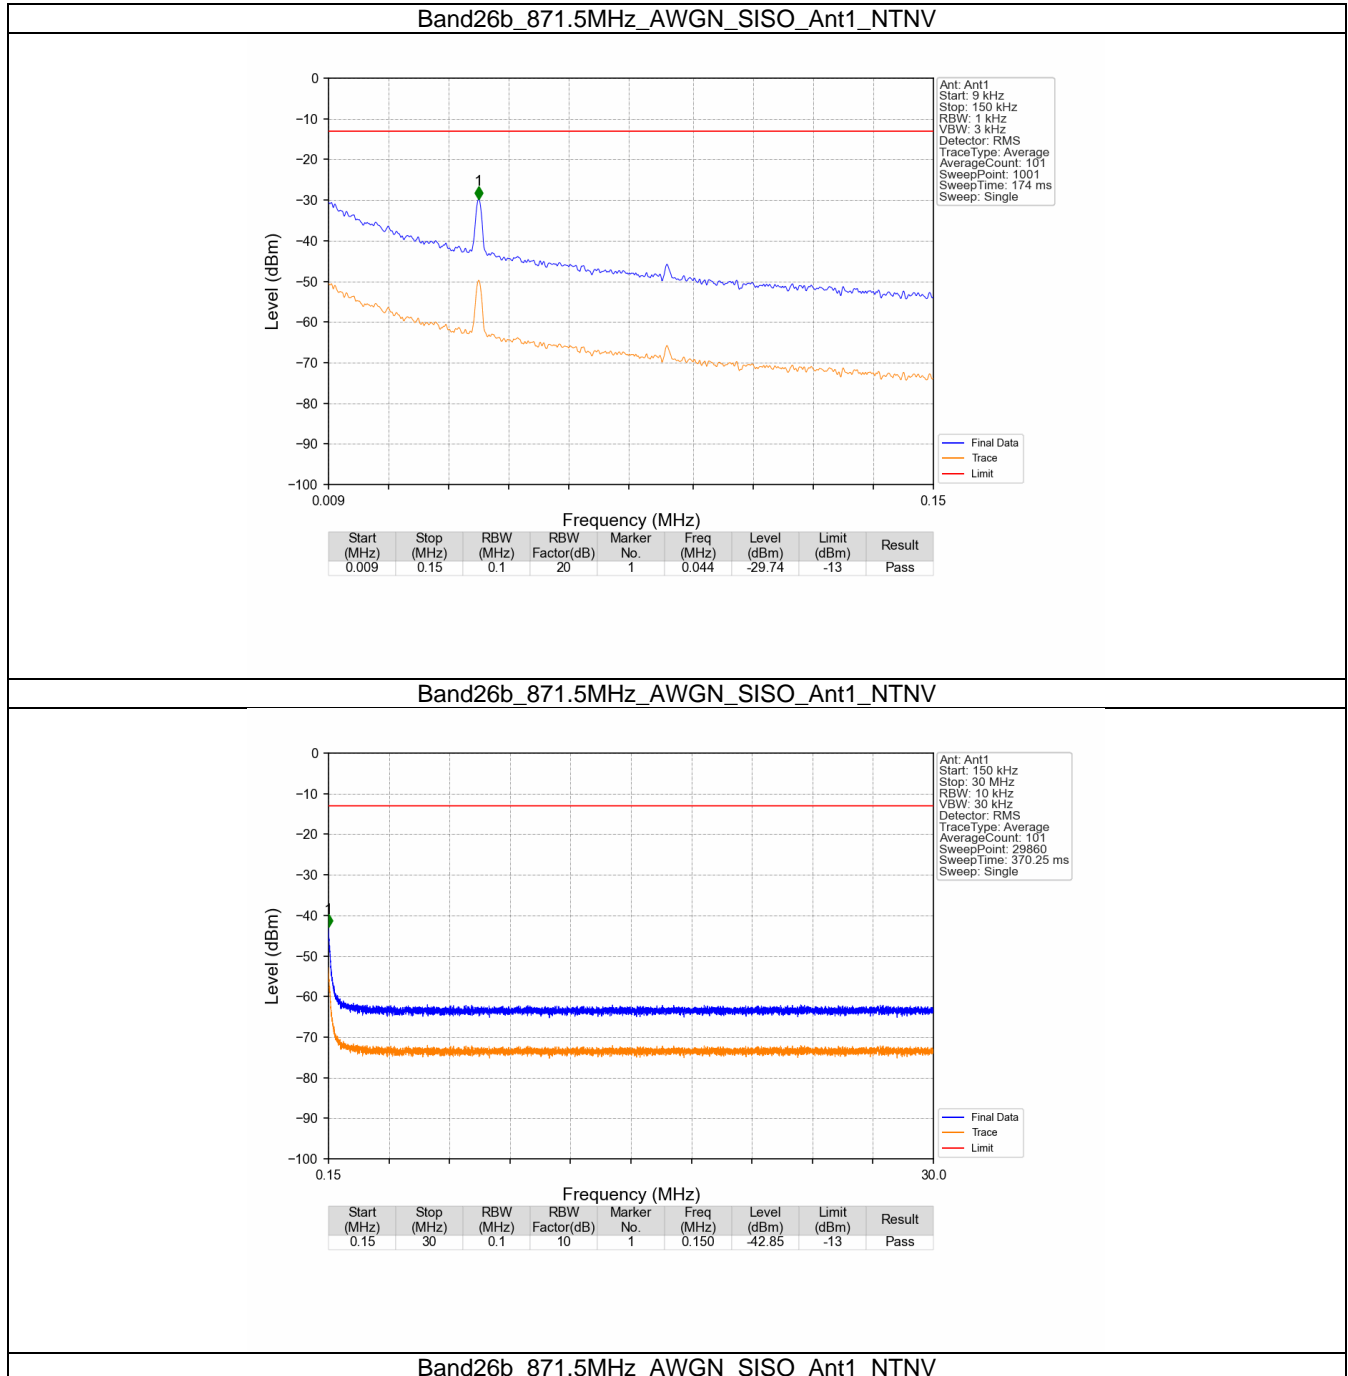 Band26b_871.5MHz_AWGN_SISO_Ant1_NTNV
0
−10
−20
−30
−40
−50
−60
−70
−80
−90
−100
Level (dBm)
1
0.009
0.15
Frequency (MHz)
Ant: Ant1
Start: 9 kHz
Stop: 150 kHz
RBW: 1 kHz
VBW: 3 kHz
Detector: RMS
TraceType: Average
AverageCount: 101
SweepPoint: 1001
SweepTime: 174 ms
Sweep: Single
Final Data
Trace
Limit
Start (MHz) Stop (MHz) RBW (MHz) RBW Factor(dB) Marker No. Freq (MHz) Level (dBm) Limit (dBm) Result
0.009 0.15 0.1 20 1 0.044 -29.74 -13 Pass
Band26b_871.5MHz_AWGN_SISO_Ant1_NTNV
0
−10
−20
−30
−40
−50
−60
−70
−80
−90
−100
Level (dBm)
1
0.15
30.0
Frequency (MHz)
Ant: Ant1
Start: 150 kHz
Stop: 30 MHz
RBW: 10 kHz
VBW: 30 kHz
Detector: RMS
TraceType: Average
AverageCount: 101
SweepPoint: 29860
SweepTime: 370.25 ms
Sweep: Single
Final Data
Trace
Limit
Start (MHz) Stop (MHz) RBW (MHz) RBW Factor(dB) Marker No. Freq (MHz) Level (dBm) Limit (dBm) Result
0.15 30 0.1 10 1 0.150 -42.85 -13 Pass
Band26b_871.5MHz_AWGN_SISO_Ant1_NTNV